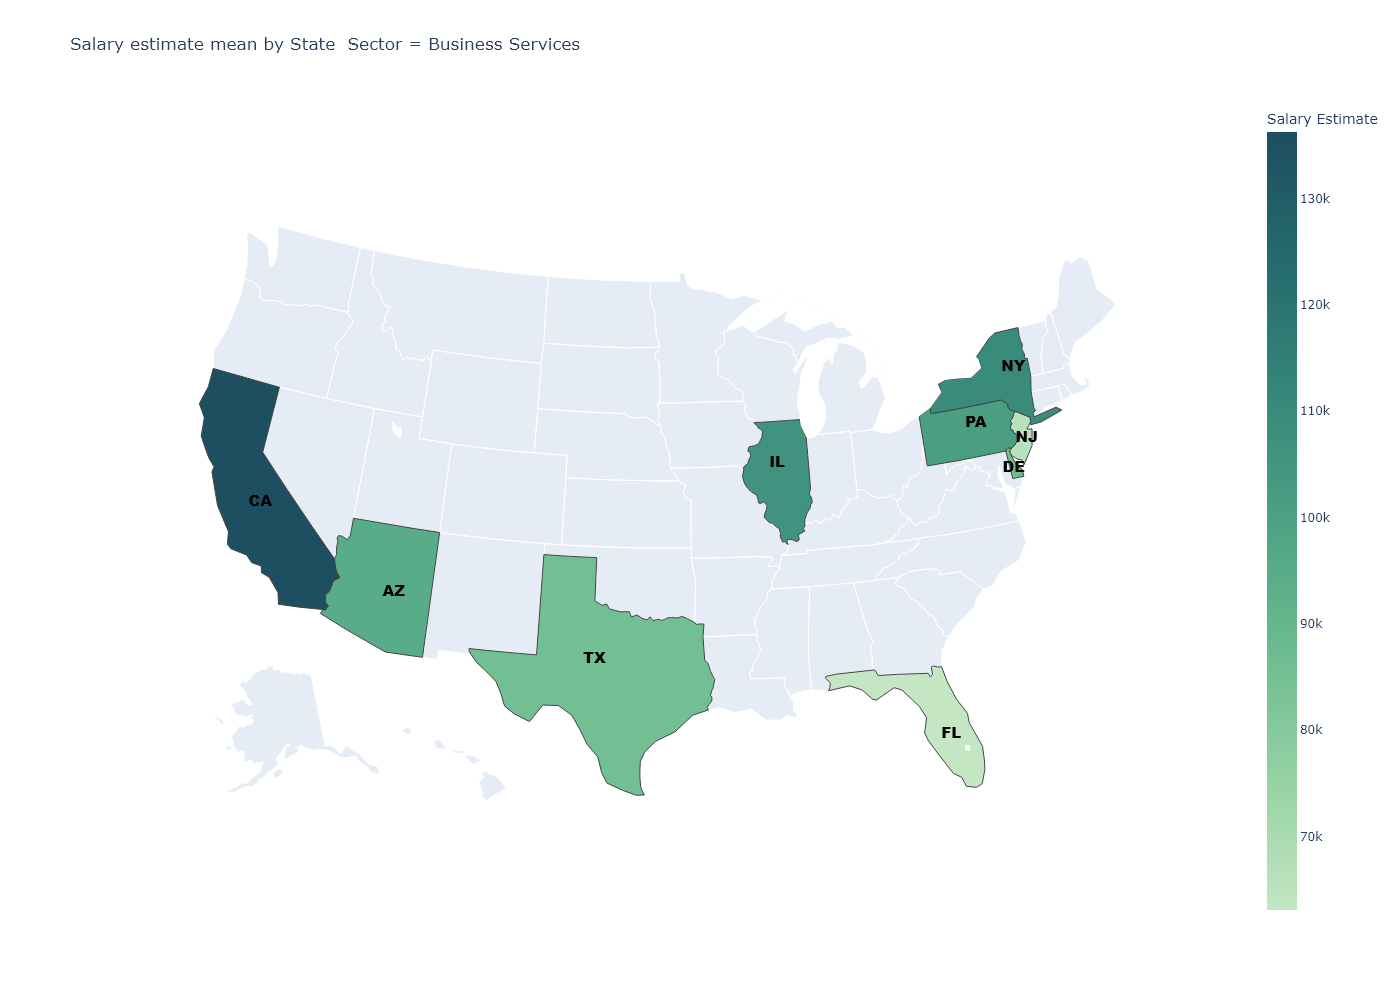 Salary estimate mean by State  Sector = Business Services
Salary Estimate
130k
120k
110k
100k
90k
80k
70k
NY
PA
NJ
IL
DE
CA
AZ
TX
FL